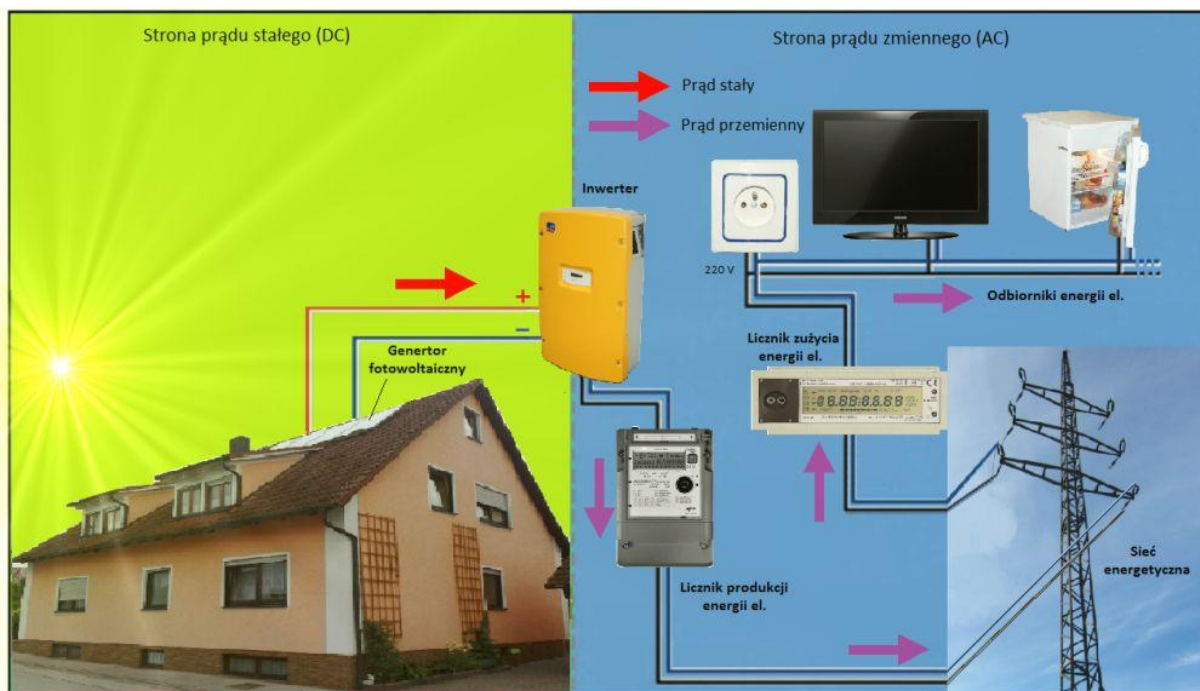 Strona prądu stałego (DC)
Strona prądu zmiennego (AC)
Prąd stały
Prąd przemienny
Inwerter
220 V
Odbiorniki energii el.
+
–
Genertor
fotowoltaiczny
Licznik zużycia
energii el.
Licznik produkcji
energii el.
Sieć
energetyczna